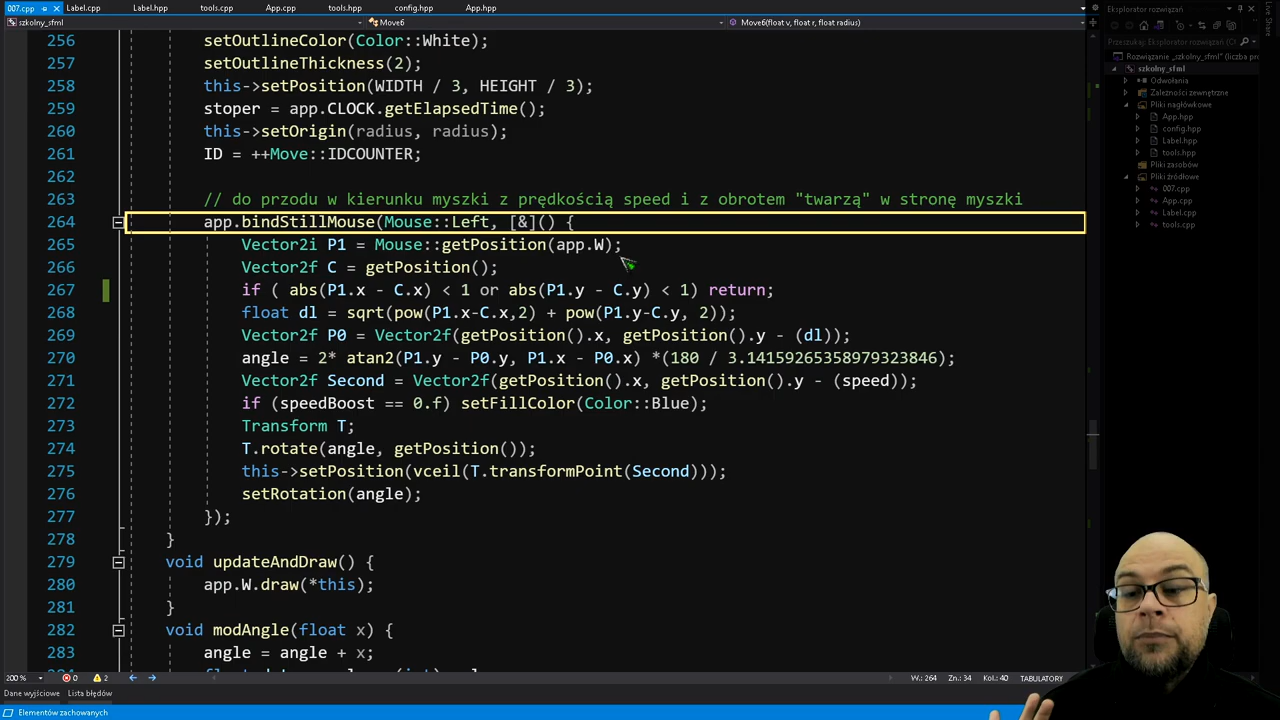 007.cpp
Label.cpp
Label.hpp
tools.cpp
App.cpp
tools.hpp
config.hpp
App.hpp
Eksplorator rozwiązań
szkolny_sfml
Move6
Move6(float v, float r, float radius)
Live Share
Przeszukaj: Eksplorator rozwiązań (
Rozwiązanie „szkolny_sfml” (liczba pro
szkolny_sfml
Odwołania
Zależności zewnętrzne
Pliki nagłówkowe
App.hpp
config.hpp
Label.hpp
tools.hpp
Pliki zasobów
Pliki źródłowe
007.cpp
App.cpp
Label.cpp
tools.cpp
256 setOutlineColor(Color::White);
257 setOutlineThickness(2);
258 this->setPosition(WIDTH / 3, HEIGHT / 3);
259 stoper = app.CLOCK.getElapsedTime();
260 this->setOrigin(radius, radius);
261 ID = ++Move::IDCOUNTER;
262
263 // do przodu w kierunku myszki z prędkością speed i z obrotem "twarzą" w stronę myszki
264 app.bindStillMouse(Mouse::Left, [&]() {
265 Vector2i P1 = Mouse::getPosition(app.W);
266 Vector2f C = getPosition();
267 if ( abs(P1.x - C.x) < 1 or abs(P1.y - C.y) < 1) return;
268 float dl = sqrt(pow(P1.x-C.x,2) + pow(P1.y-C.y, 2));
269 Vector2f P0 = Vector2f(getPosition().x, getPosition().y - (dl));
270 angle = 2* atan2(P1.y - P0.y, P1.x - P0.x) *(180 / 3.14159265358979323846);
271 Vector2f Second = Vector2f(getPosition().x, getPosition().y - (speed));
272 if (speedBoost == 0.f) setFillColor(Color::Blue);
273 Transform T;
274 T.rotate(angle, getPosition());
275 this->setPosition(vceil(T.transformPoint(Second)));
276 setRotation(angle);
277 });
278 }
279 void updateAndDraw() {
280 app.W.draw(*this);
281 }
282 void modAngle(float x) {
283 angle = angle + x;
200 %
0
2
W.: 264
Zn.: 34
Kol.: 40
TABULATORY
Dane wyjściowe
Lista błędów
Elementów zachowanych